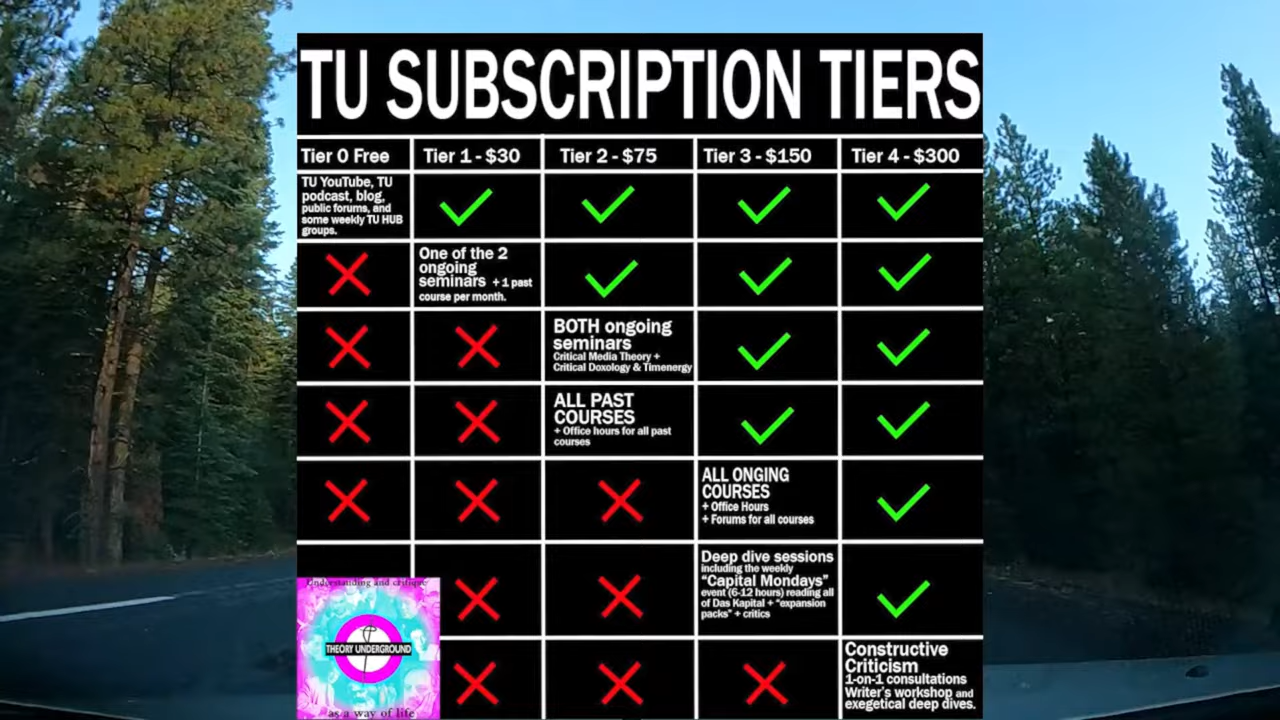 TU SUBSCRIPTION TIERS
Tier 0 Free
Tier 1 - $30
Tier 2 - $75
Tier 3 - $150
Tier 4 - $300
TU YouTube, TU
podcast, blog,
public forums, and
some weekly TU HUB
groups.
One of the 2
ongoing
seminars + 1 past
course per month.
BOTH ongoing
seminars
Critical Media Theory +
Critical Doxology & Timenergy
ALL PAST
COURSES
+ Office hours for all past
courses
ALL ONGING
COURSES
+ Office Hours
+ Forums for all courses
Deep dive sessions
including the weekly
"Capital Mondays"
event (6-12 hours) reading all
of Das Kapital + "expansion
packs" + critics
Constructive
Criticism
1-on-1 consultations
Writer's workshop and
exegetical deep dives.
Understanding and critique
THEORY UNDERGROUND
as a way of life